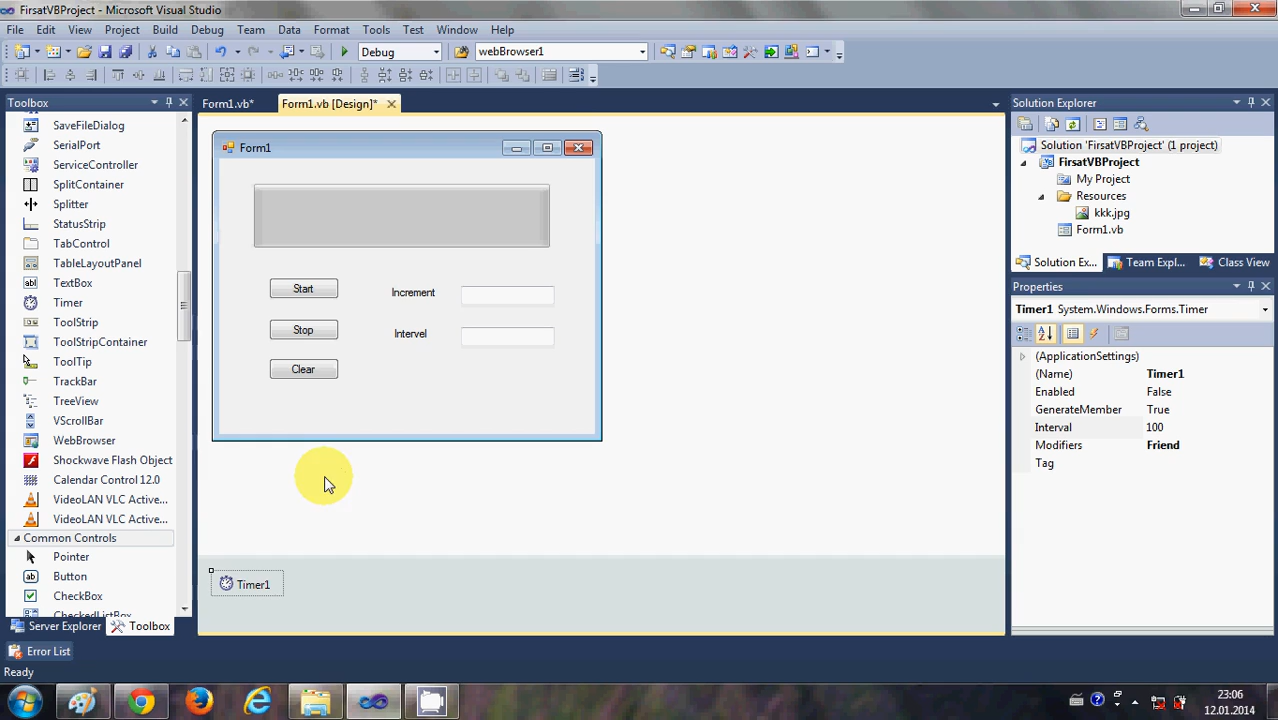 FirsatVBProject - Microsoft Visual Studio
File Edit View Project Build Debug Team Data Format Tools Test Window Help
Debug webBrowser1
Toolbox
SaveFileDialog
SerialPort
ServiceController
SplitContainer
Splitter
StatusStrip
TabControl
TableLayoutPanel
TextBox
Timer
ToolStrip
ToolStripContainer
ToolTip
TrackBar
TreeView
VScrollBar
WebBrowser
Shockwave Flash Object
Calendar Control 12.0
VideoLAN VLC Active...
VideoLAN VLC Active...
Common Controls
Pointer
Button
CheckBox
CheckedListBox
Server Explorer Toolbox
Form1.vb* Form1.vb [Design]*
Form1
Start
Stop
Clear
Increment
Intervel
Timer1
Solution Explorer
Solution 'FirsatVBProject' (1 project)
FirsatVBProject
My Project
Resources
kkk.jpg
Form1.vb
Solution Ex... Team Expl... Class View
Properties
Timer1 System.Windows.Forms.Timer
(ApplicationSettings)
(Name) Timer1
Enabled False
GenerateMember True
Interval 100
Modifiers Friend
Tag
Error List
Ready
23:06
12.01.2014